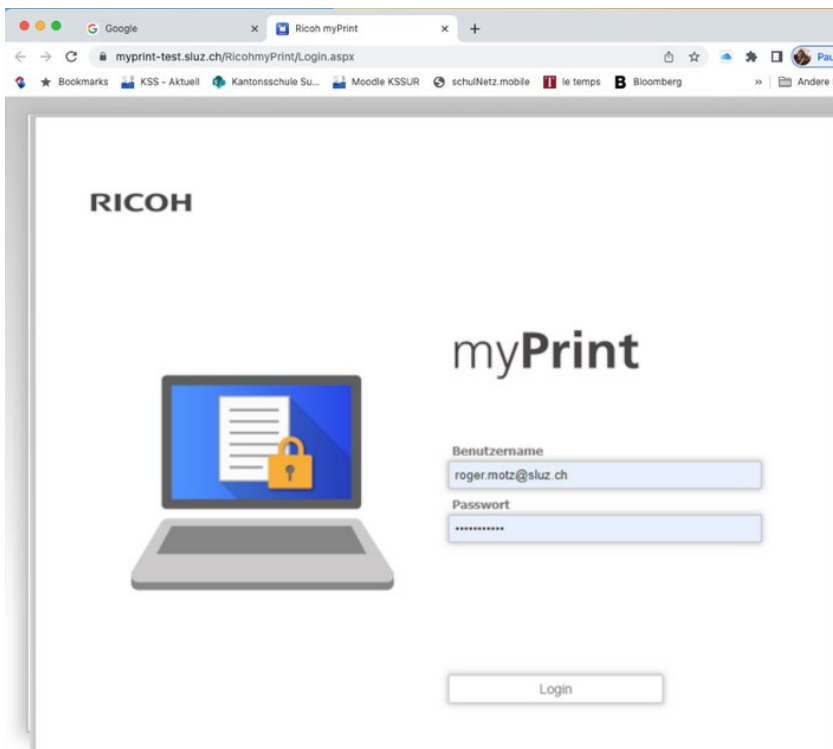 Google
Ricoh myPrint
myprint-test.sluz.ch/RicohmyPrint/Login.aspx
Pau
Bookmarks KSS - Aktuell Kantonsschule Su... Moodle KSSUR schulNetz.mobile le temps Bloomberg » Andere
RICOH
myPrint
Benutzername
roger.motz@sluz.ch
Passwort
•••••••••••
Login